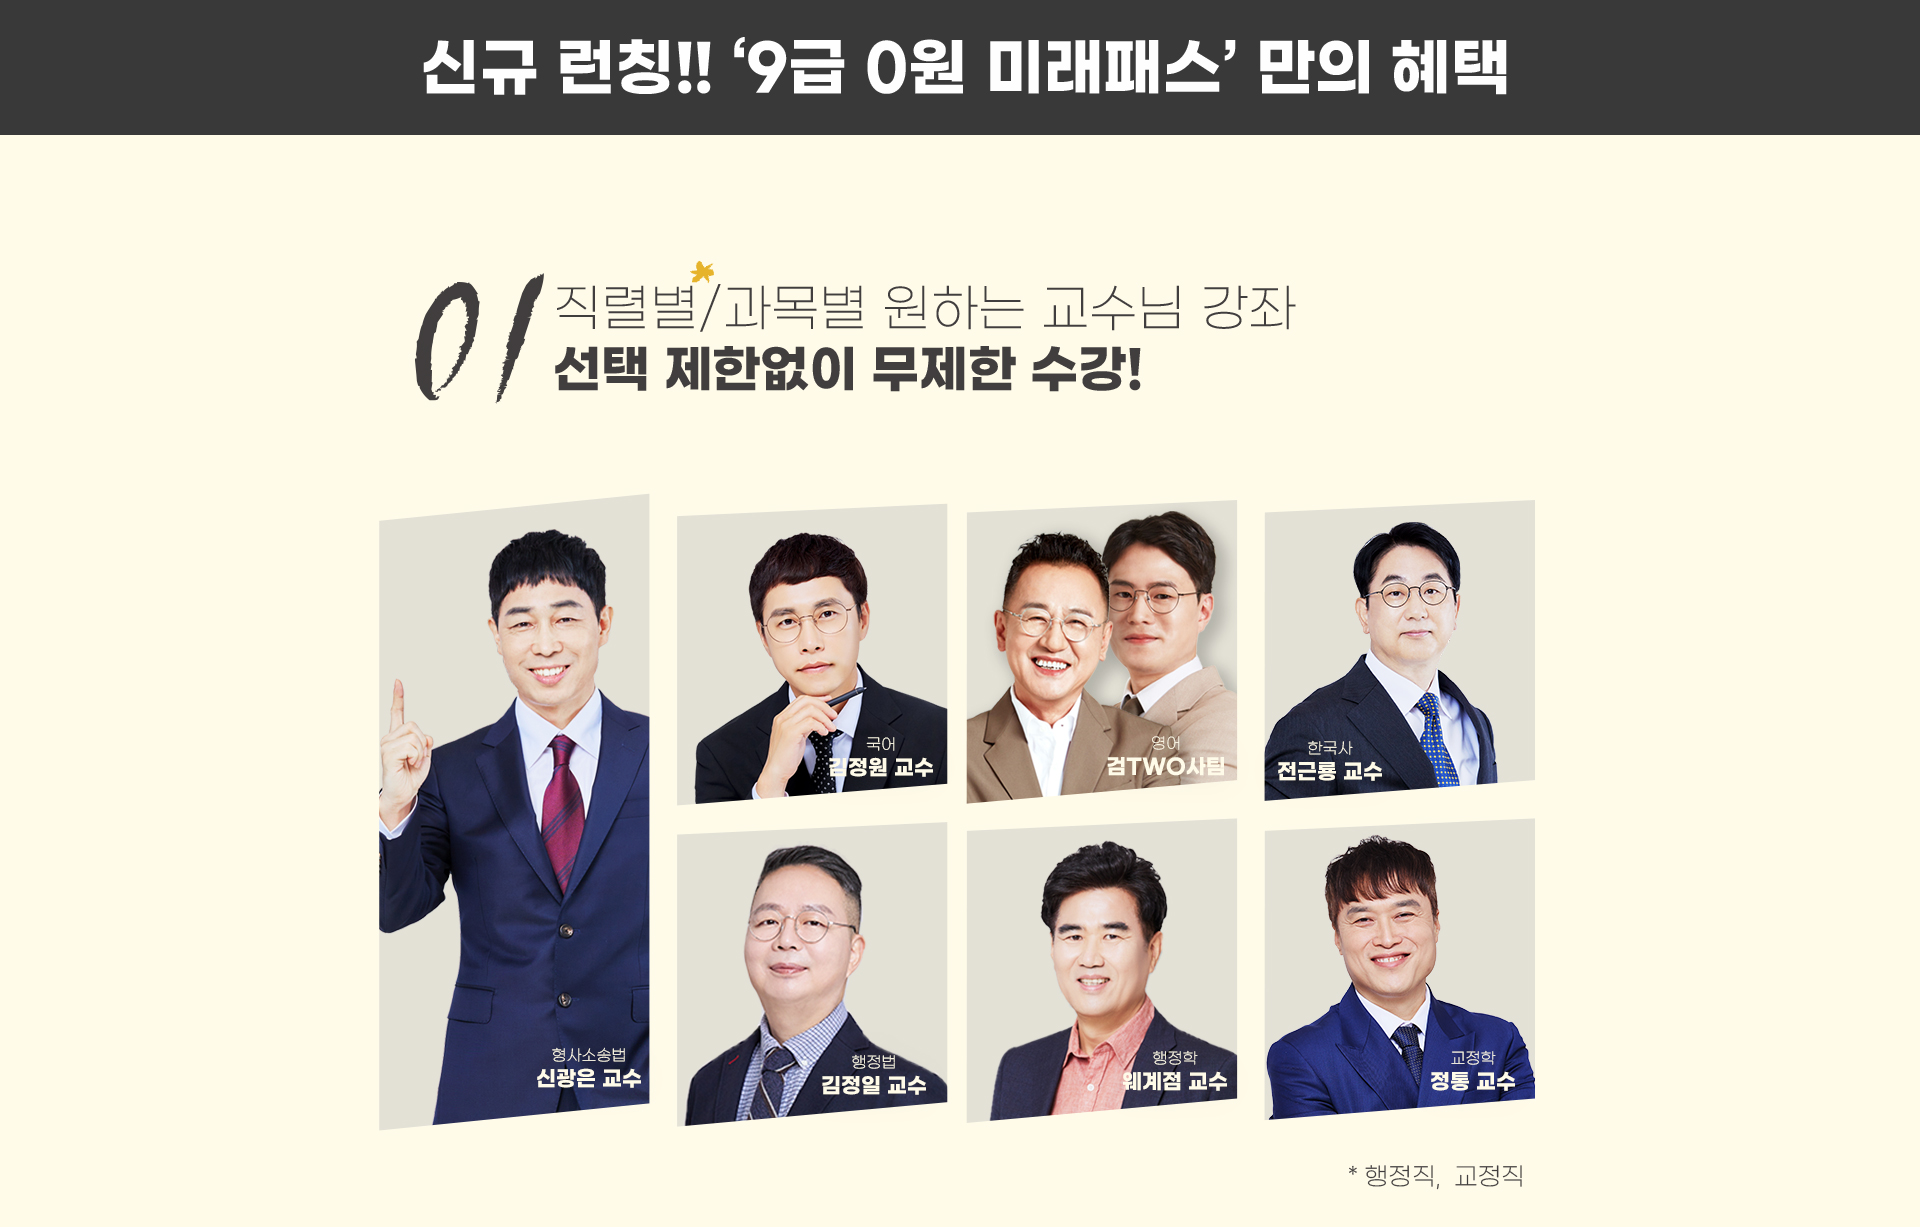 신규 런칭!! ‘9급 0원 미래패스’ 만의 혜택
01
직렬별/과목별 원하는 교수님 강좌
선택 제한없이 무제한 수강!
국어
김정원 교수
영어
검TWO사팀
한국사
전근룡 교수
형사소송법
신광은 교수
행정법
김정일 교수
행정학
웨계점 교수
교정학
정통 교수
* 행정직, 교정직